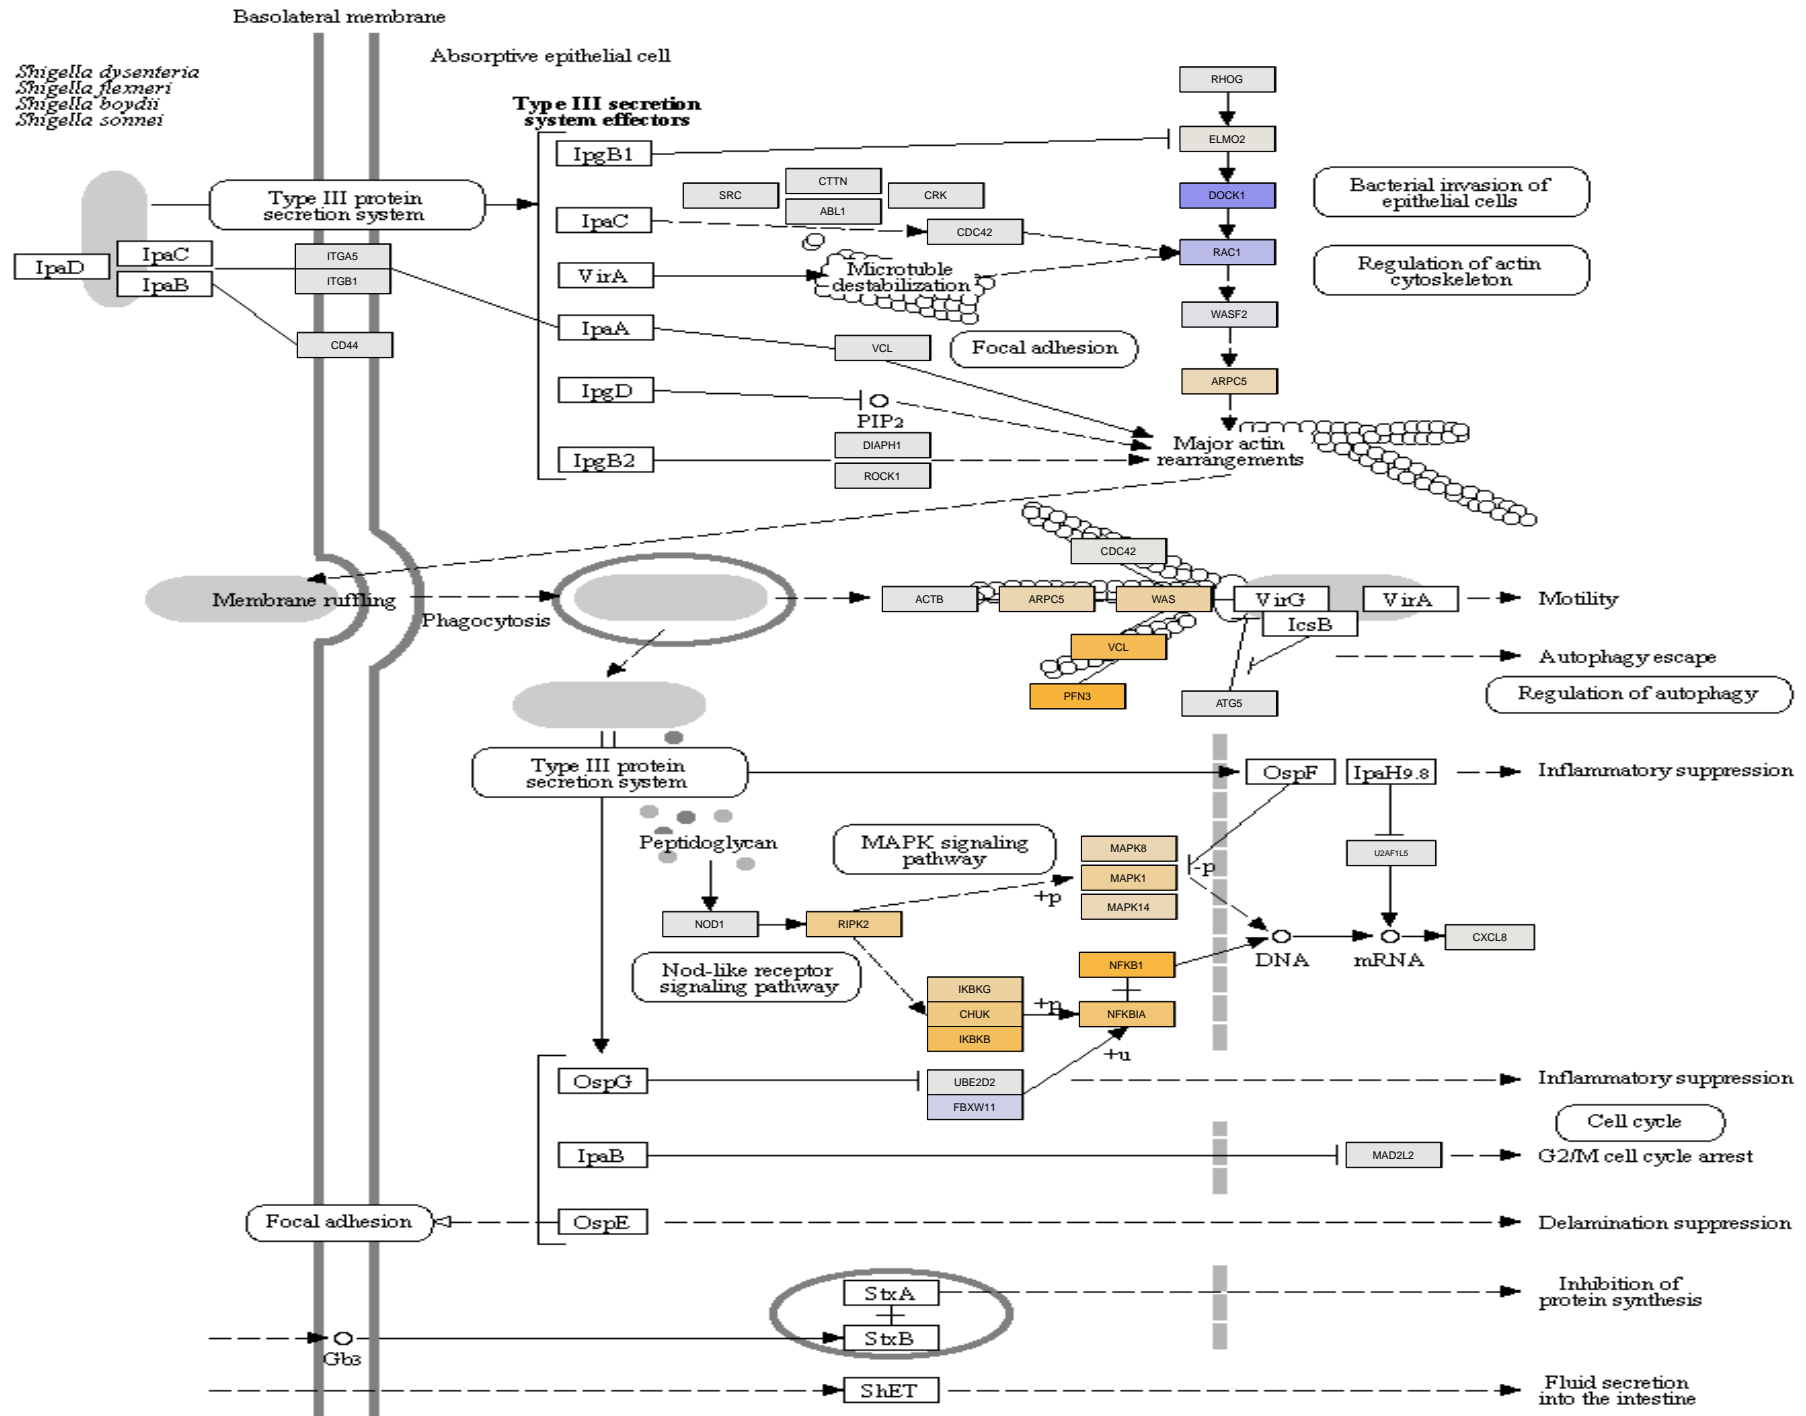 Basolateral membrane
Absorptive epithelial cell
Shigella dysenteria
Shigella flexneri
Shigella boydii
Shigella sonnei
Type III secretion
system effectors
RHOG
ELMO2
DOCK1
RAC1
WASF2
ARPC5
IpgB1
IpaC
VirA
IpaA
IpgD
IpgB2
SRC
CTTN
ABL1
CRK
CDC42
Bacterial invasion of
epithelial cells
Regulation of actin
cytoskeleton
Type III protein
secretion system
IpaD
IpaC
IpaB
ITGA5
ITGB1
CD44
Microtuble
destabilization
VCL
Focal adhesion
PIP2
DIAPH1
ROCK1
Major actin
rearrangements
Membrane ruffling
Phagocytosis
CDC42
ACTB
ARPC5
WAS
VirG
VirA
IcsB
Motility
VCL
PFN3
ATG5
Autophagy escape
Regulation of autophagy
Type III protein
secretion system
OspF
IpaH9.8
Inflammatory suppression
Peptidoglycan
MAPK signaling
pathway
MAPK8
MAPK1
MAPK14
-p
+p
U2AF1L5
NOD1
RIPK2
DNA
mRNA
CXCL8
Nod-like receptor
signaling pathway
NFKB1
IKBKG
CHUK
IKBKB
+p
NFKBIA
+u
OspG
UBE2D2
FBXW11
Inflammatory suppression
Cell cycle
IpaB
MAD2L2
G2/M cell cycle arrest
Focal adhesion
OspE
Delamination suppression
StxA
Inhibition of
protein synthesis
StxB
Gb3
ShET
Fluid secretion
into the intestine